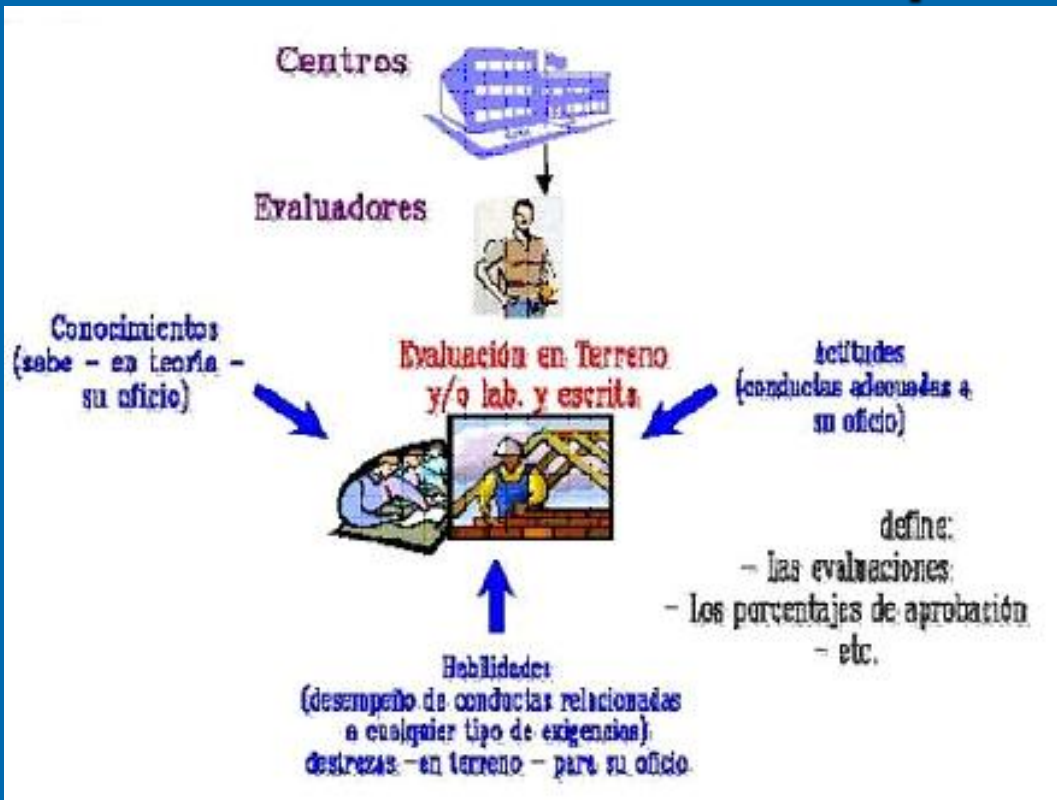 Centros
Evaluadores
Conocimientos
(sabe – en teoría –
su oficio)
Evaluación en Terreno
y/o lab. y escrita
Actitudes
(conductas adecuadas a
su oficio)
define:
– Las evaluaciones
– Los porcentajes de aprobación
– etc.
Habilidades
(desempeño de conductas relacionadas
a cualquier tipo de exigencias)
destrezas –en terreno – para su oficio